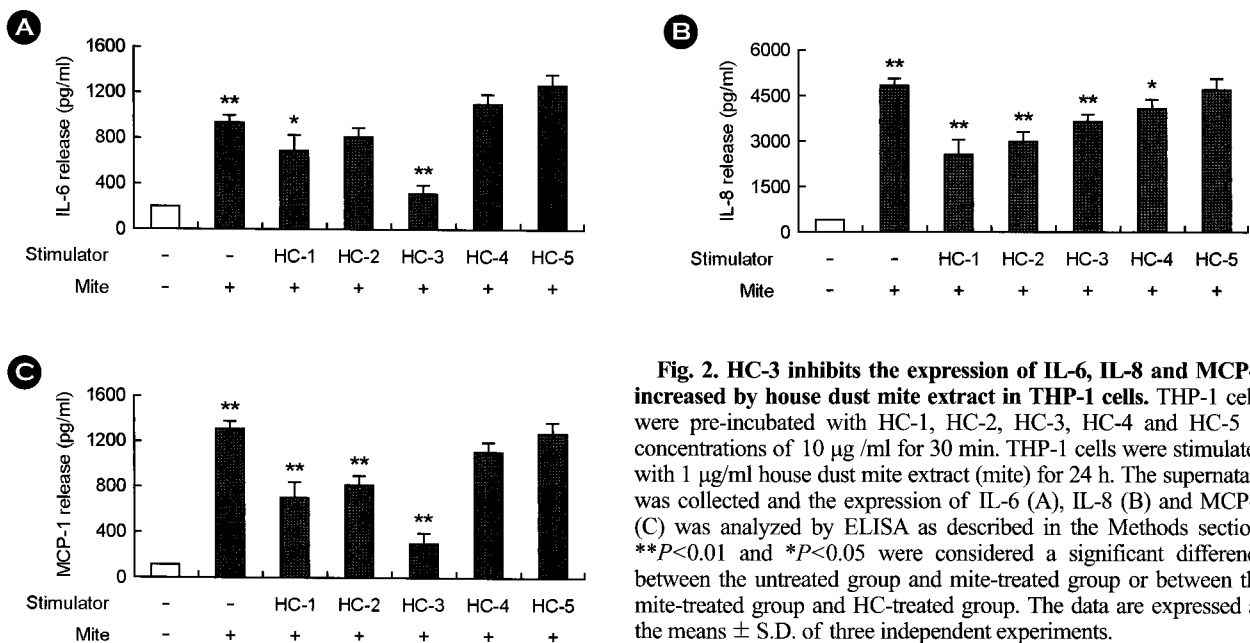 A
IL-6 release (pg/ml)
1600
1200
800
400
0
** * **
Stimulator - - HC-1 HC-2 HC-3 HC-4 HC-5
Mite - + + + + + +
B
IL-8 release (pg/ml)
6000
4500
3000
1500
0
** ** ** ** *
Stimulator - - HC-1 HC-2 HC-3 HC-4 HC-5
Mite - + + + + + +
C
MCP-1 release (pg/ml)
1600
1200
800
400
0
** ** ** **
Stimulator - - HC-1 HC-2 HC-3 HC-4 HC-5
Mite - + + + + + +
Fig. 2. HC-3 inhibits the expression of IL-6, IL-8 and MCP-
increased by house dust mite extract in THP-1 cells. THP-1 cell
were pre-incubated with HC-1, HC-2, HC-3, HC-4 and HC-5
concentrations of 10 μg /ml for 30 min. THP-1 cells were stimulate
with 1 μg/ml house dust mite extract (mite) for 24 h. The supernata
was collected and the expression of IL-6 (A), IL-8 (B) and MCP-
(C) was analyzed by ELISA as described in the Methods section
**P<0.01 and *P<0.05 were considered a significant differenc
between the untreated group and mite-treated group or between th
mite-treated group and HC-treated group. The data are expressed
the means ± S.D. of three independent experiments.